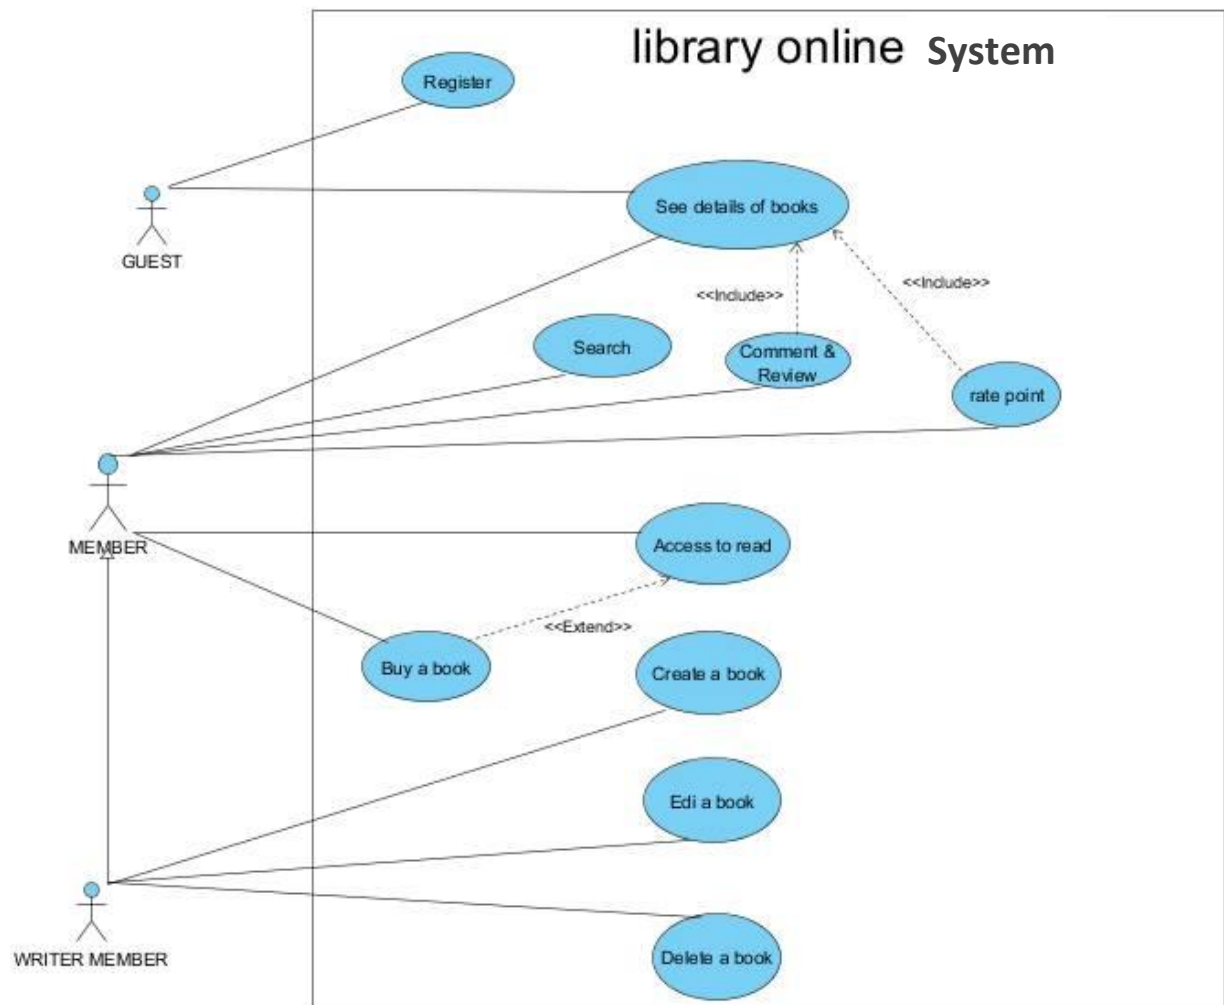 library online System
Register
See details of books
GUEST
<<Include>>
<<Include>>
Search
Comment &
Review
rate point
MEMBER
Access to read
<<Extend>>
Buy a book
Create a book
Edi a book
WRITER MEMBER
Delete a book